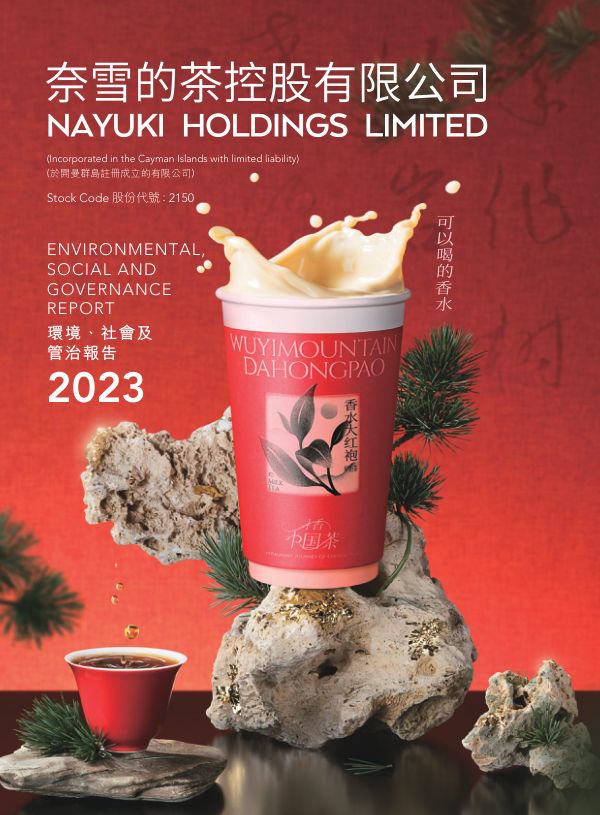 奈雪的茶控股有限公司
NAYUKI HOLDINGS LIMITED
(Incorporated in the Cayman Islands with limited liability)
(於開曼群島註冊成立的有限公司)
Stock Code 股份代號 : 2150
ENVIRONMENTAL,
SOCIAL AND
GOVERNANCE
REPORT
環境、社會及
管治報告
2023
可以喝的香水
WUYIMOUNTAIN
DAHONGPAO
香水大红袍
MILK
TEA
中国茶